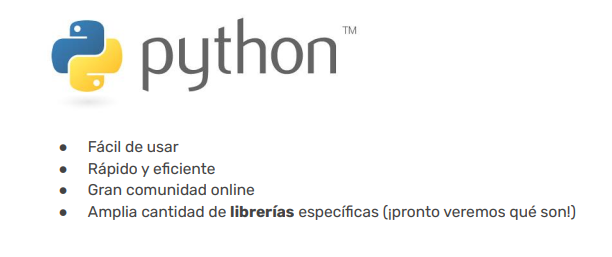 python™
● Fácil de usar
● Rápido y eficiente
● Gran comunidad online
● Amplia cantidad de librerías específicas (¡pronto veremos qué son!)